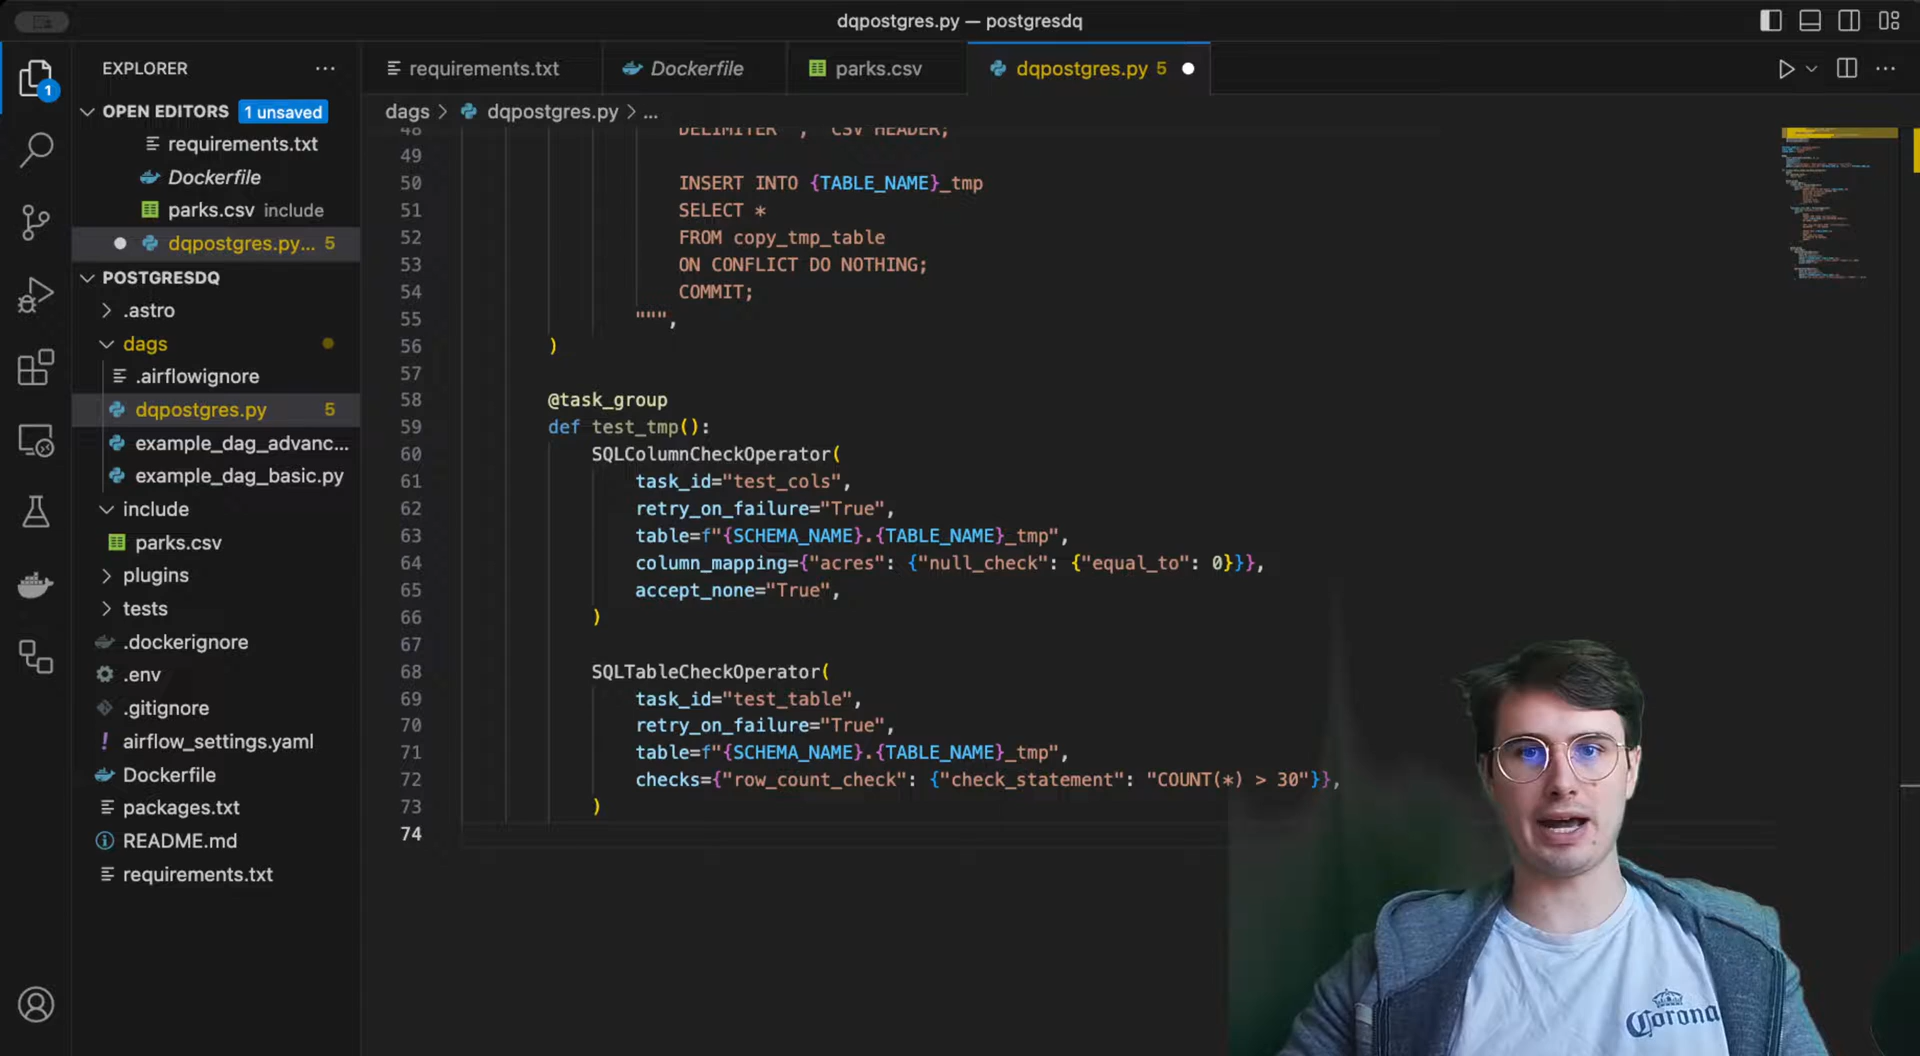 dqpostgres.py — postgresdq
EXPLORER
requirements.txt
Dockerfile
parks.csv
dqpostgres.py 5
OPEN EDITORS 1 unsaved
requirements.txt
Dockerfile
parks.csv include
dqpostgres.py... 5
POSTGRESDQ
.astro
dags
.airflowignore
dqpostgres.py 5
example_dag_advanc...
example_dag_basic.py
include
parks.csv
plugins
tests
.dockerignore
.env
.gitignore
airflow_settings.yaml
Dockerfile
packages.txt
README.md
requirements.txt
1
dags > dqpostgres.py > ...
48 DELIMITER ',' CSV HEADER;
49
50 INSERT INTO {TABLE_NAME}_tmp
51 SELECT *
52 FROM copy_tmp_table
53 ON CONFLICT DO NOTHING;
54 COMMIT;
55 """,
56 )
57
58 @task_group
59 def test_tmp():
60 SQLColumnCheckOperator(
61 task_id="test_cols",
62 retry_on_failure="True",
63 table=f"{SCHEMA_NAME}.{TABLE_NAME}_tmp",
64 column_mapping={"acres": {"null_check": {"equal_to": 0}}},
65 accept_none="True",
66 )
67
68 SQLTableCheckOperator(
69 task_id="test_table",
70 retry_on_failure="True",
71 table=f"{SCHEMA_NAME}.{TABLE_NAME}_tmp",
72 checks={"row_count_check": {"check_statement": "COUNT(*) > 30"}},
73 )
74
Corona